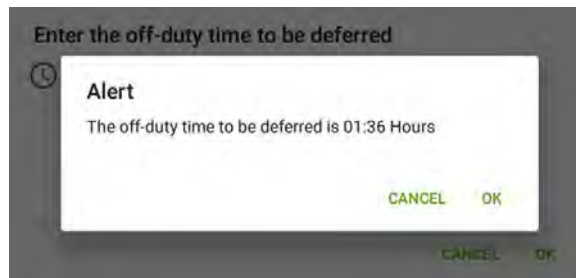 Enter the off-duty time to be deferred
Alert
The off-duty time to be deferred is 01:36 Hours
CANCEL OK
CANCEL OK